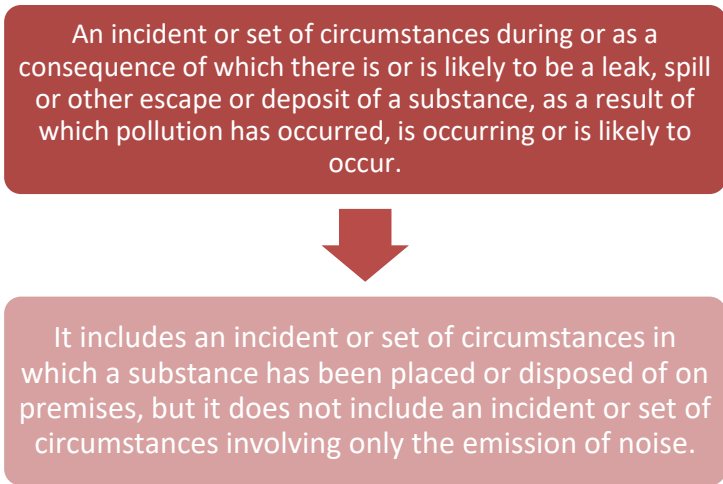 An incident or set of circumstances during or as a
consequence of which there is or is likely to be a leak, spill
or other escape or deposit of a substance, as a result of
which pollution has occurred, is occurring or is likely to
occur.
It includes an incident or set of circumstances in
which a substance has been placed or disposed of on
premises, but it does not include an incident or set of
circumstances involving only the emission of noise.